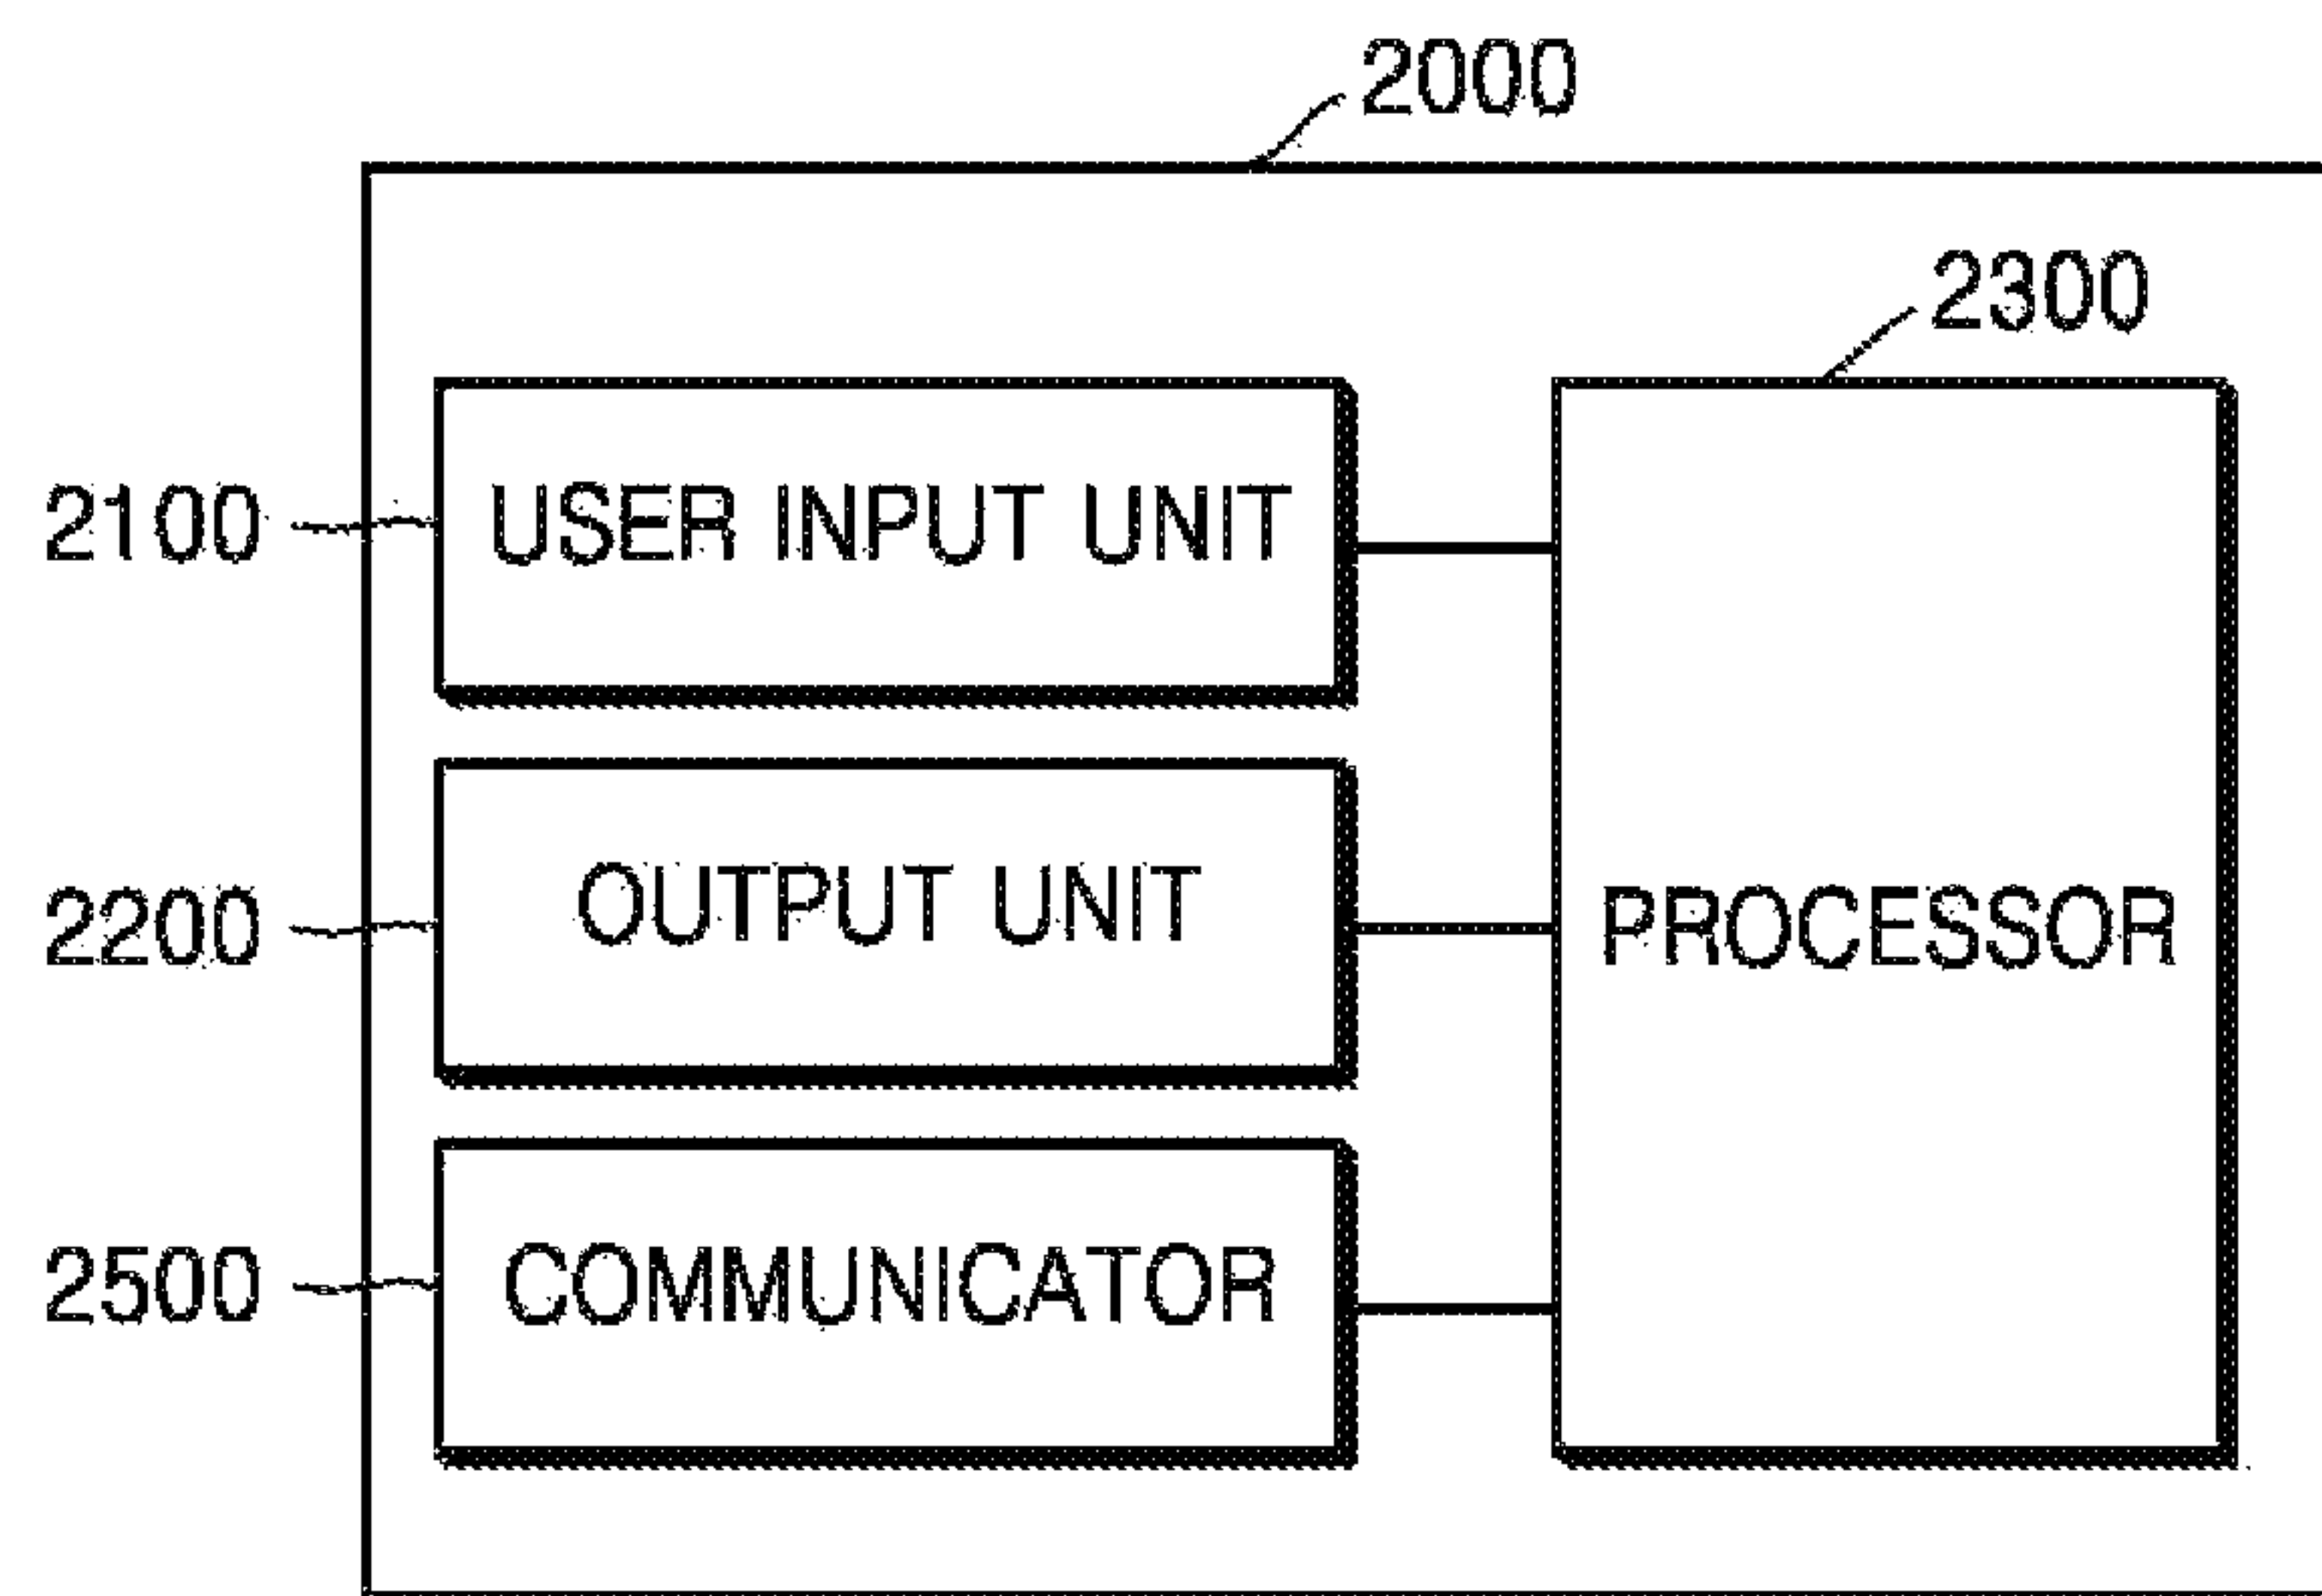 2000
2300
2100
USER INPUT UNIT
2200
OUTPUT UNIT
PROCESSOR
2500
COMMUNICATOR